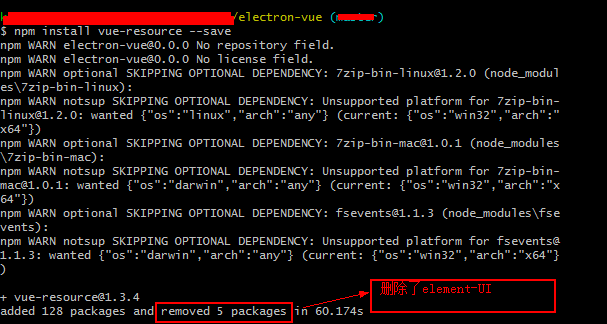 /electron-vue (master)
$ npm install vue-resource --save
npm WARN electron-vue@0.0.0 No repository field.
npm WARN electron-vue@0.0.0 No license field.
npm WARN optional SKIPPING OPTIONAL DEPENDENCY: 7zip-bin-linux@1.2.0 (node_modul
es\7zip-bin-linux):
npm WARN notsup SKIPPING OPTIONAL DEPENDENCY: Unsupported platform for 7zip-bin-
linux@1.2.0: wanted {"os":"linux","arch":"any"} (current: {"os":"win32","arch":"
x64"})
npm WARN optional SKIPPING OPTIONAL DEPENDENCY: 7zip-bin-mac@1.0.1 (node_modules
\7zip-bin-mac):
npm WARN notsup SKIPPING OPTIONAL DEPENDENCY: Unsupported platform for 7zip-bin-
mac@1.0.1: wanted {"os":"darwin","arch":"any"} (current: {"os":"win32","arch":"x
64"})
npm WARN optional SKIPPING OPTIONAL DEPENDENCY: fsevents@1.1.3 (node_modules\fse
vents):
npm WARN notsup SKIPPING OPTIONAL DEPENDENCY: Unsupported platform for fsevents@
1.1.3: wanted {"os":"darwin","arch":"any"} (current: {"os":"win32","arch":"x64"}
)
+ vue-resource@1.3.4
删除了element-UI
added 128 packages and removed 5 packages in 60.174s